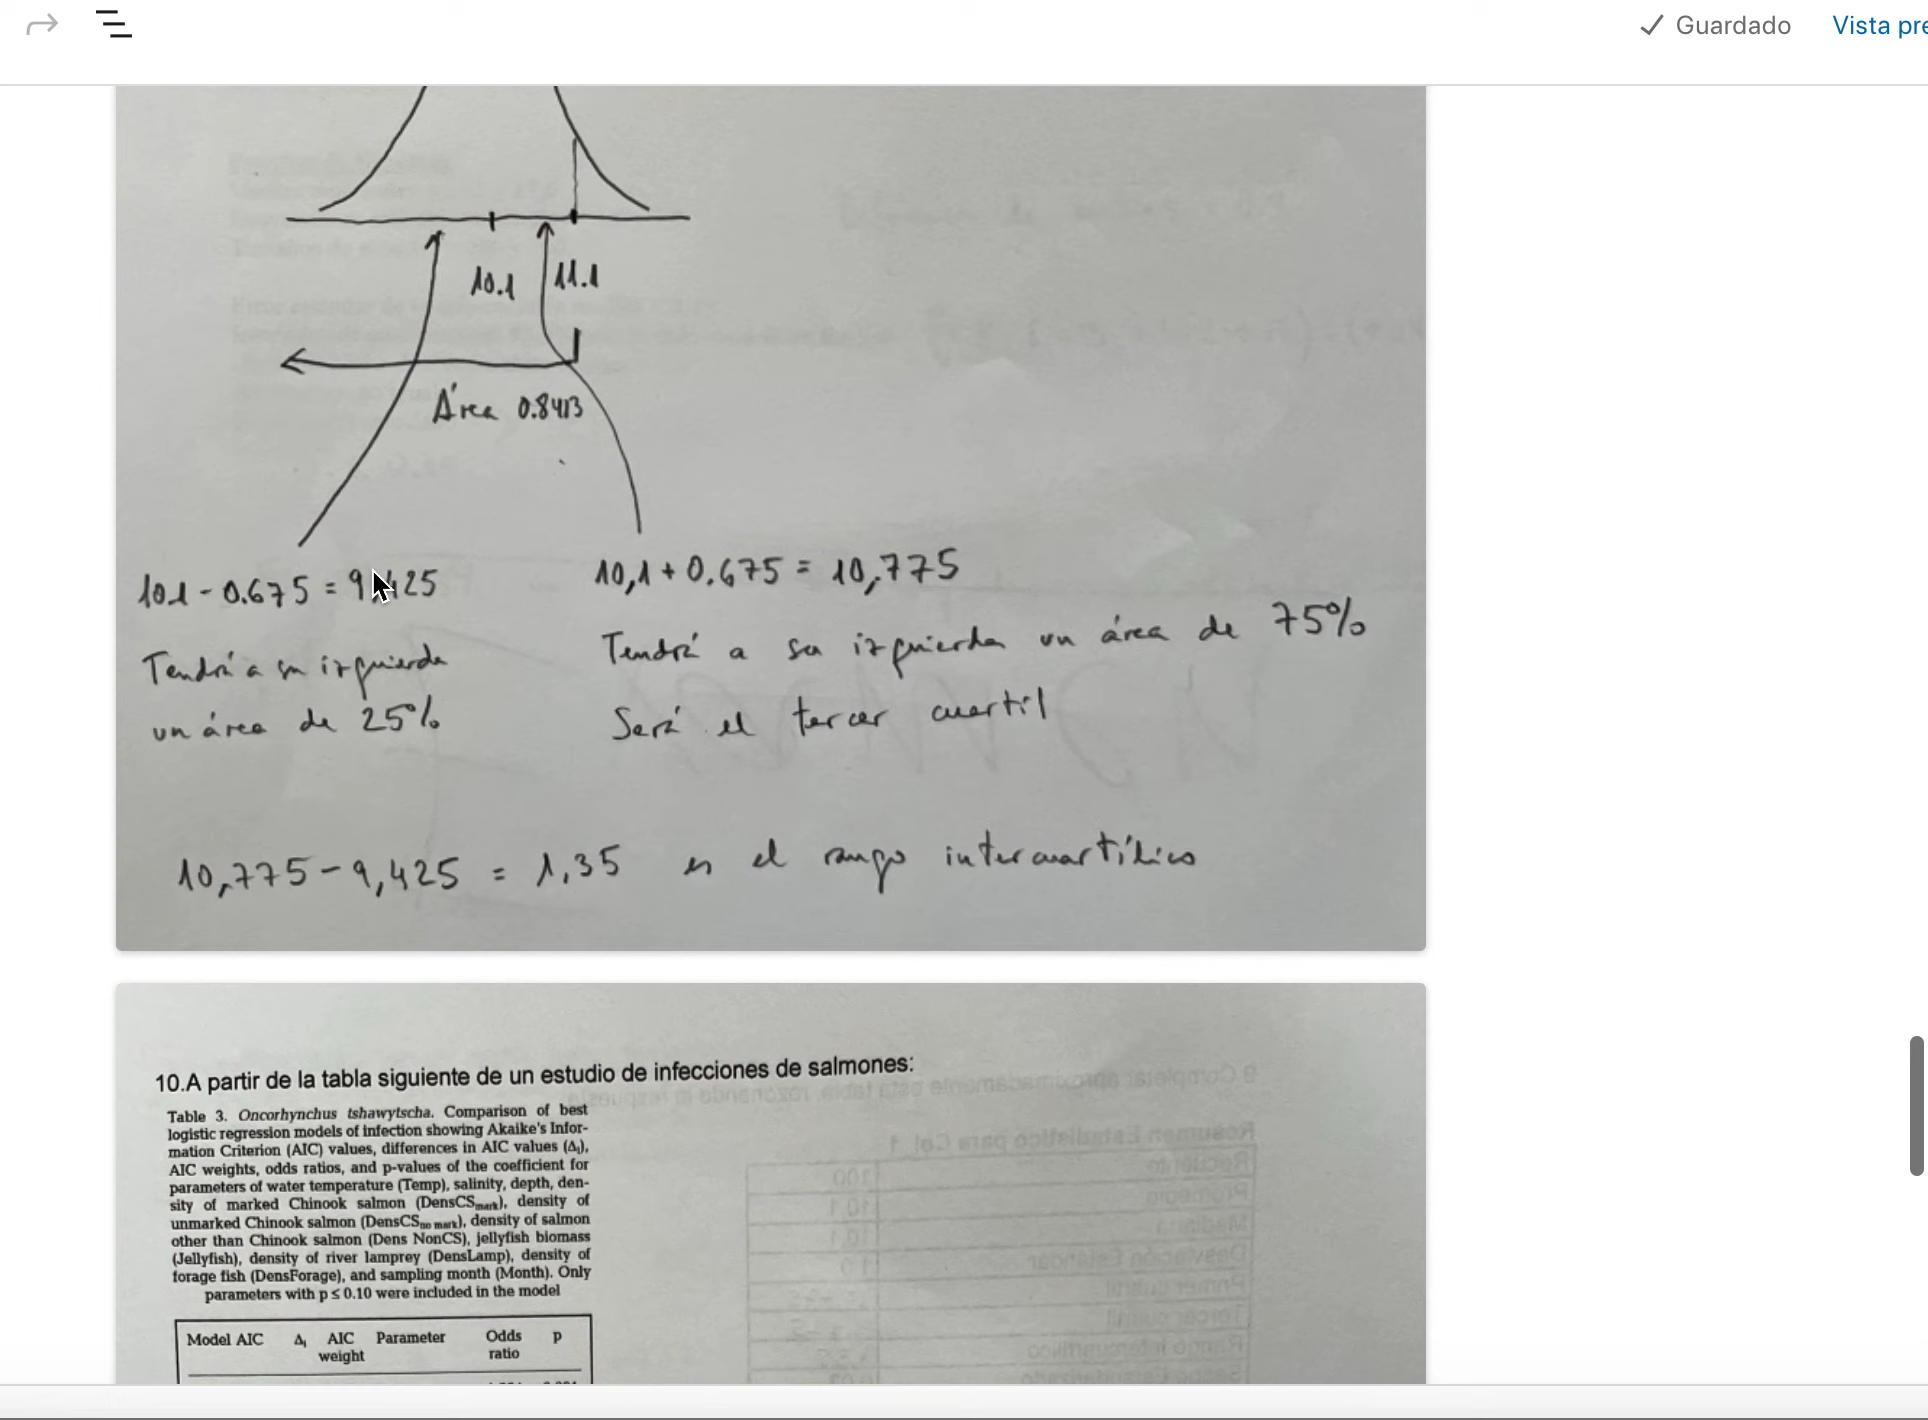 Guardado
Vista pre
10.1
11.1
Área 0.8413
10.1 - 0.675 = 9,425
10,1 + 0.675 = 10,775
Tendrá a su izquierda
un área de 25%
Tendrá a su izquierda un área de 75%
Será el tercer cuartil
10,775 - 9,425 = 1,35 es el rango intercuartílico
10.A partir de la tabla siguiente de un estudio de infecciones de salmones:
Table 3. Oncorhynchus tshawytscha. Comparison of best
logistic regression models of infection showing Akaike's Infor-
mation Criterion (AIC) values, differences in AIC values (Δi),
AIC weights, odds ratios, and p-values of the coefficient for
parameters of water temperature (Temp), salinity, depth, den-
sity of marked Chinook salmon (DensCSmark), density of
unmarked Chinook salmon (DensCSno mark), density of salmon
other than Chinook salmon (Dens NonCS), jellyfish biomass
(Jellyfish), density of river lamprey (DensLamp), density of
forage fish (DensForage), and sampling month (Month). Only
parameters with p ≤ 0.10 were included in the model
Model AIC Δi AIC Parameter Odds p
weight ratio